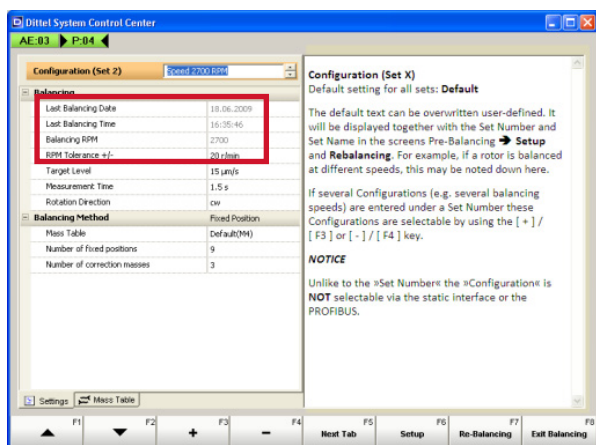 Dittel System Control Center
AE:03 P:04
Configuration (Set 2) Speed 2700 RPM
Balancing
Last Balancing Date 18.06.2009
Last Balancing Time 16:35:46
Balancing RPM 2700
RPM Tolerance +/- 20 r/min
Target Level 15 µm/s
Measurement Time 1.5 s
Rotation Direction cw
Balancing Method Fixed Position
Mass Table Default(M4)
Number of fixed positions 9
Number of correction masses 3
Settings Mass Table
Configuration (Set X)
Default setting for all sets: Default
The default text can be overwritten user-defined. It
will be displayed together with the Set Number and
Set Name in the screens Pre-Balancing ➔ Setup
and Rebalancing. For example, if a rotor is balanced
at different speeds, this may be noted down here.
If several Configurations (e.g. several balancing
speeds) are entered under a Set Number these
Configurations are selectable by using the [ + ] /
[ F3 ] or [ - ] / [ F4 ] key.
NOTICE
Unlike to the »Set Number« the »Configuration« is
NOT selectable via the static interface or the
PROFIBUS.
F1 F2 F3 F4 F5 F6 F7 F8
+ - Next Tab Setup Re-Balancing Exit Balancing